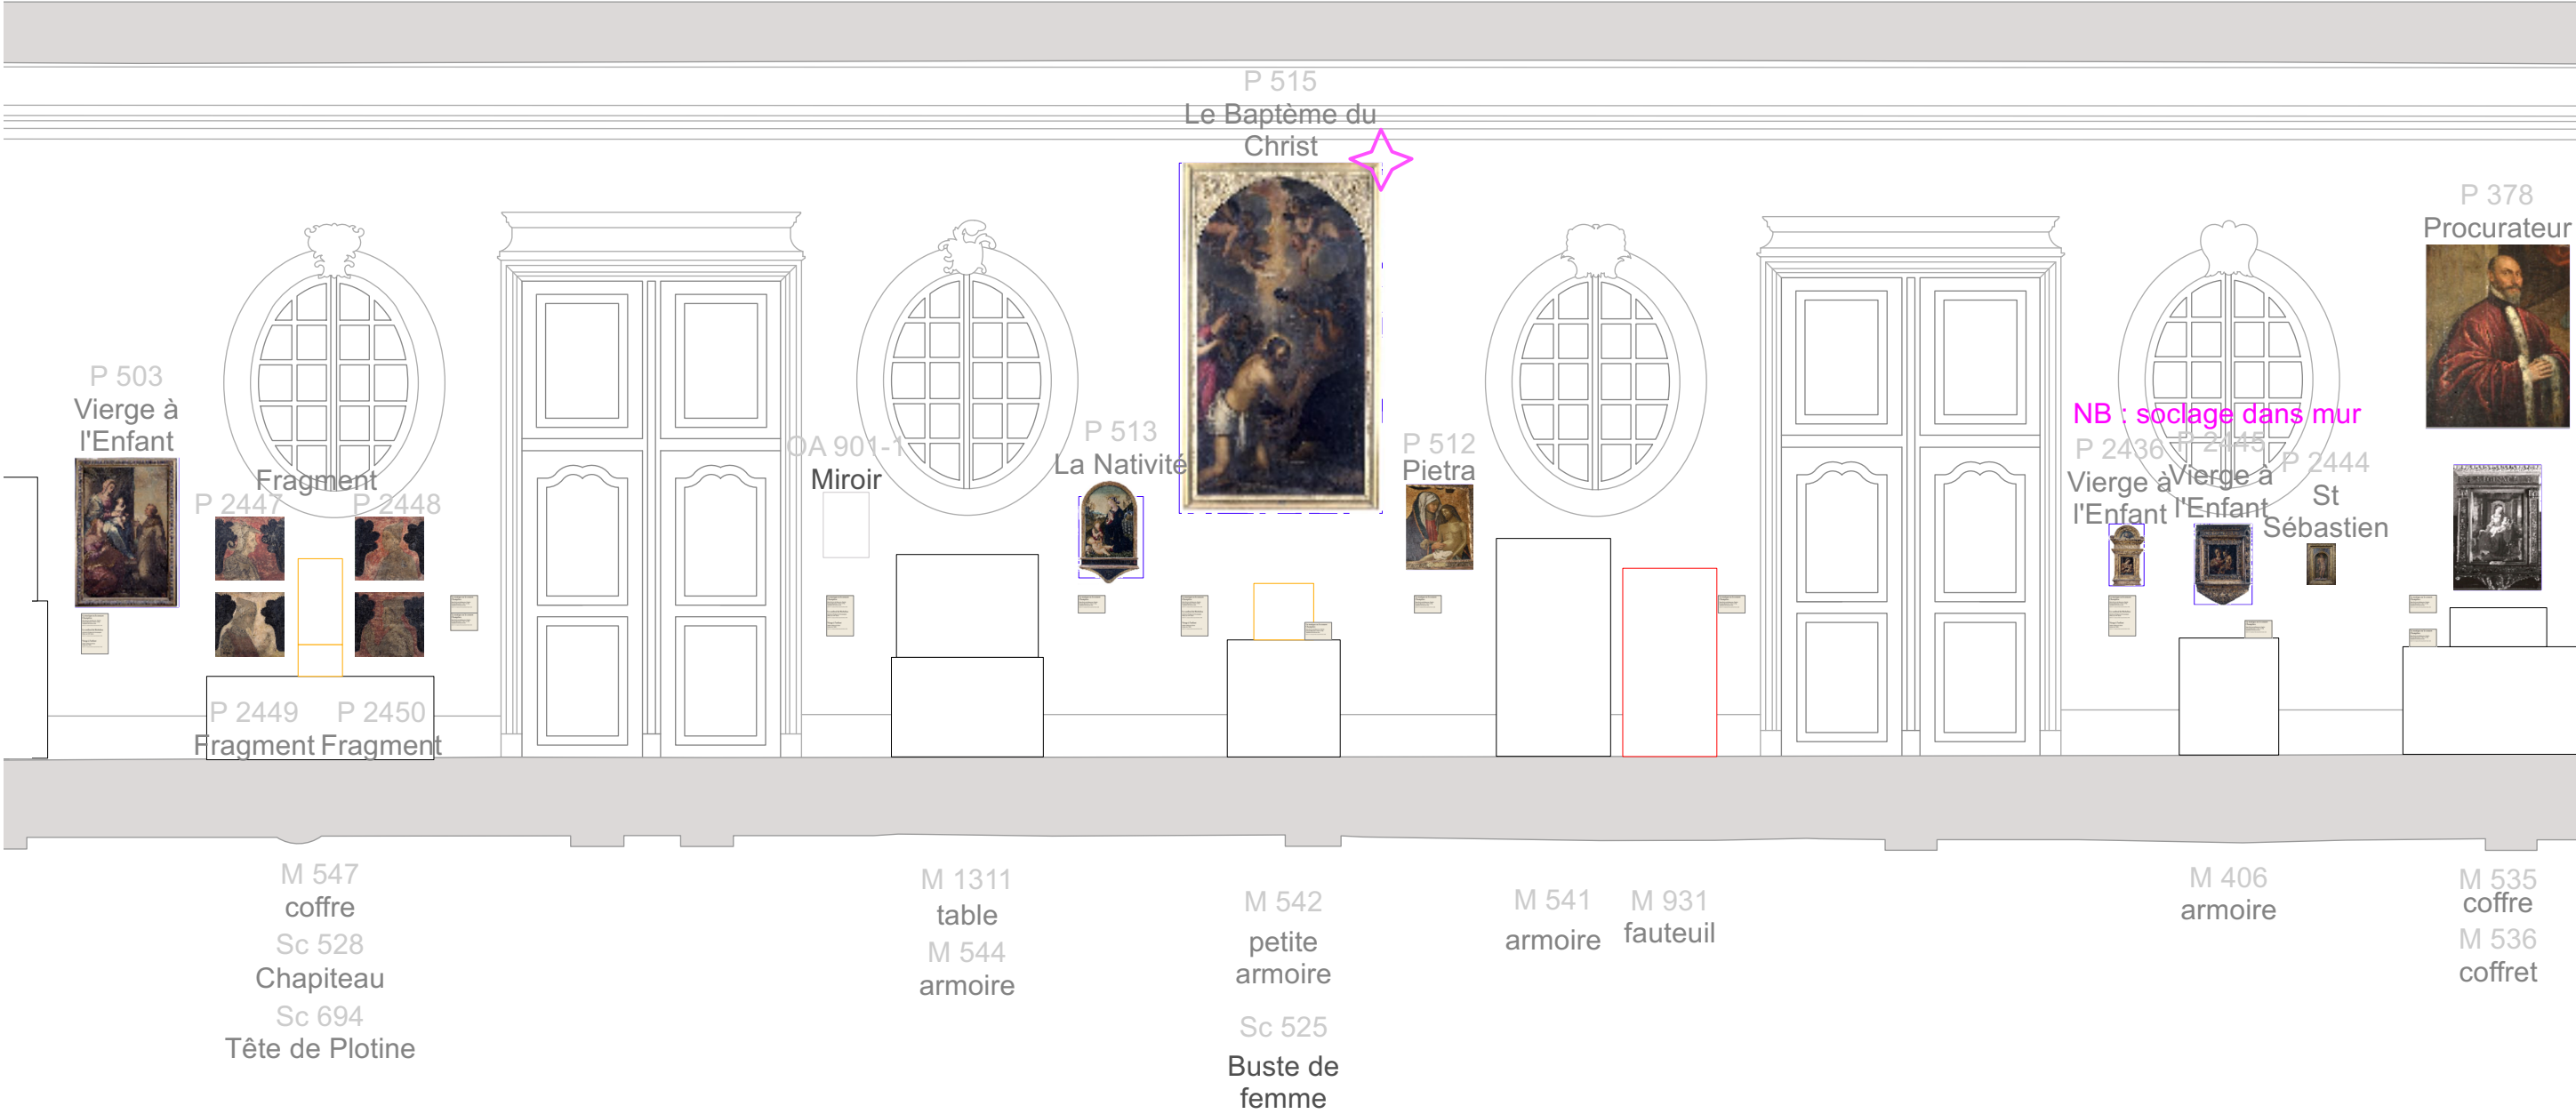 P 515
Le Baptème du
Christ
P 378
Procurateur
P 503
Vierge à
l'Enfant
Fragment
P 2447
P 2448
OA 901-1
Miroir
P 513
La Nativité
P 512
Pietra
NB : soclage dans mur
P 2436
Vierge à
l'Enfant
P 2445
Vierge à
l'Enfant
P 2444
St
Sébastien
P 2449
Fragment
P 2450
Fragment
M 547
coffre
Sc 528
Chapiteau
Sc 694
Tête de Plotine
M 1311
table
M 544
armoire
M 542
petite
armoire
Sc 525
Buste de
femme
M 541
armoire
M 931
fauteuil
M 406
armoire
M 535
coffre
M 536
coffret